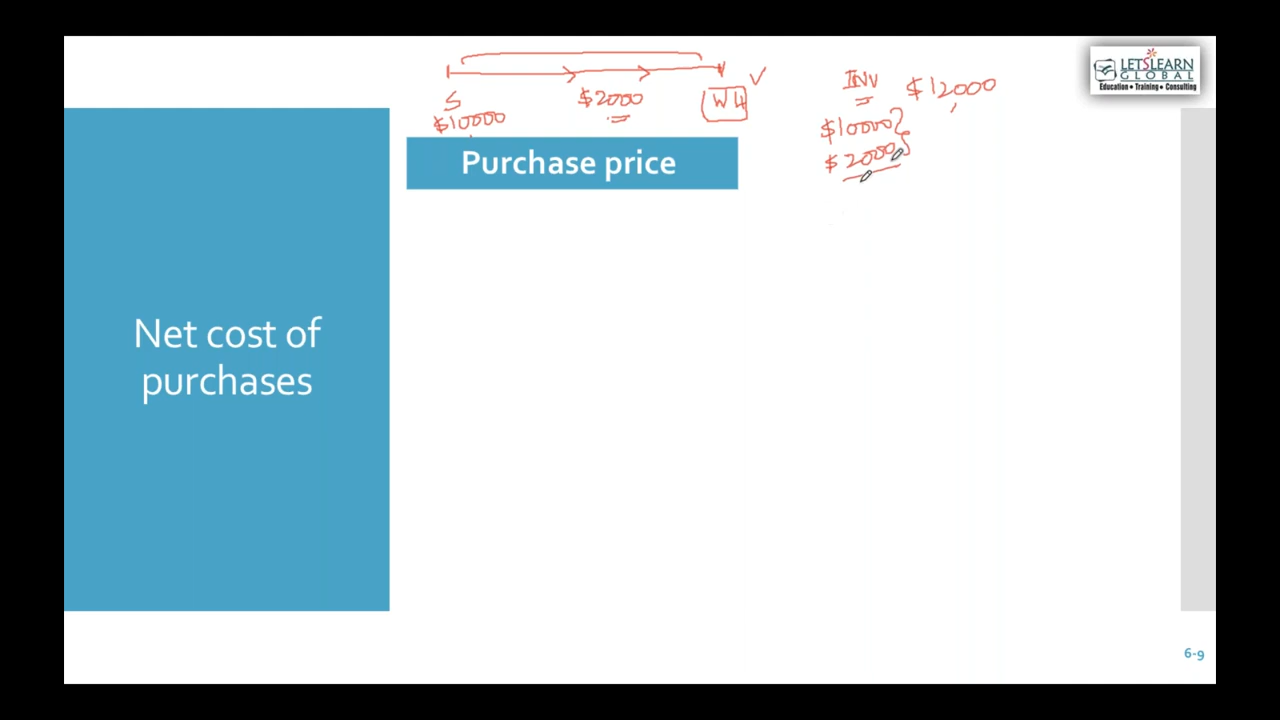 S
$10000
$2000
WH
INV
$12000
$10000
$2000
LETSLEARN
GLOBAL
Education • Training • Consulting
Purchase price
Net cost of
purchases
6-9